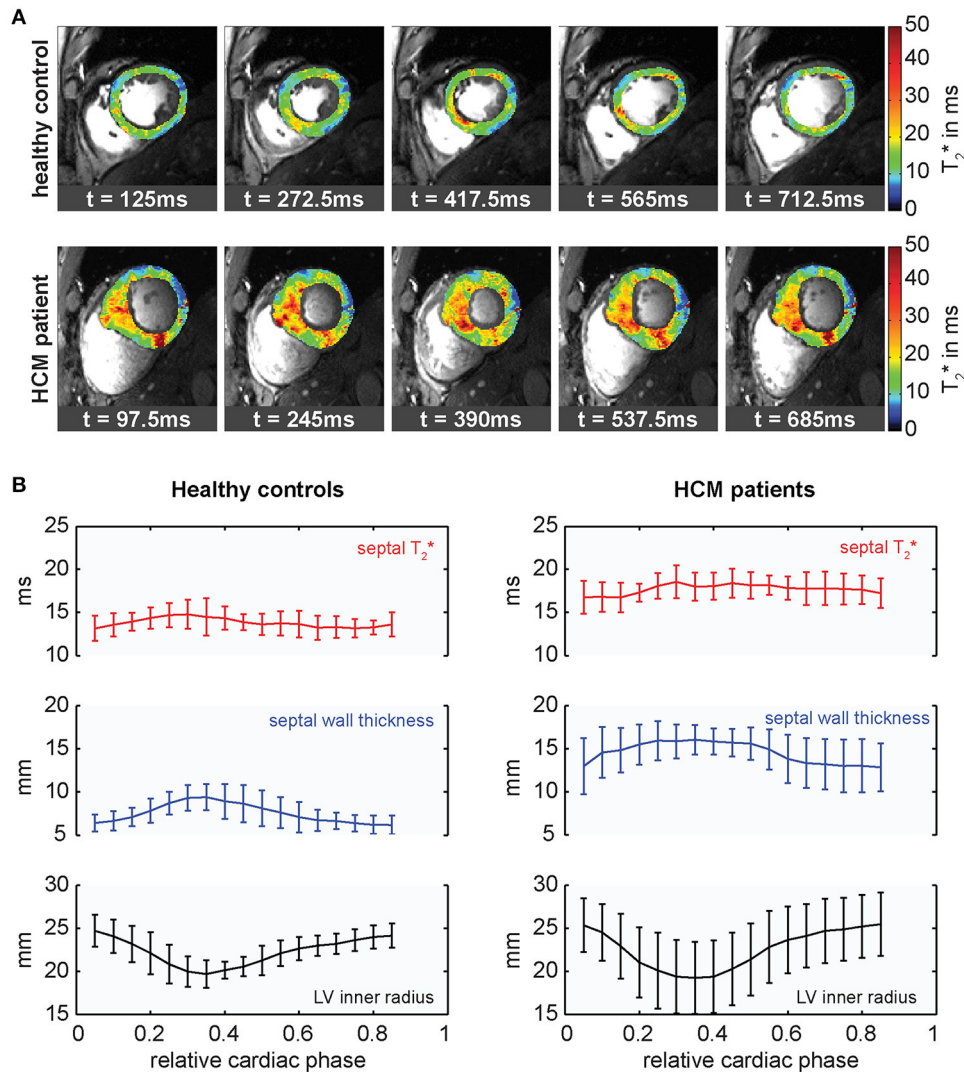 A
healthy control
t = 125ms
t = 272.5ms
t = 417.5ms
t = 565ms
t = 712.5ms
50
40
30
20
10
0
T2* in ms
HCM patient
t = 97.5ms
t = 245ms
t = 390ms
t = 537.5ms
t = 685ms
50
40
30
20
10
0
T2* in ms
B
Healthy controls
HCM patients
25
20
15
10
ms
septal T2*
25
20
15
10
ms
septal T2*
20
15
10
5
mm
septal wall thickness
20
15
10
5
mm
septal wall thickness
30
25
20
15
mm
LV inner radius
0
0.2
0.4
0.6
0.8
1
relative cardiac phase
30
25
20
15
mm
LV inner radius
0
0.2
0.4
0.6
0.8
1
relative cardiac phase